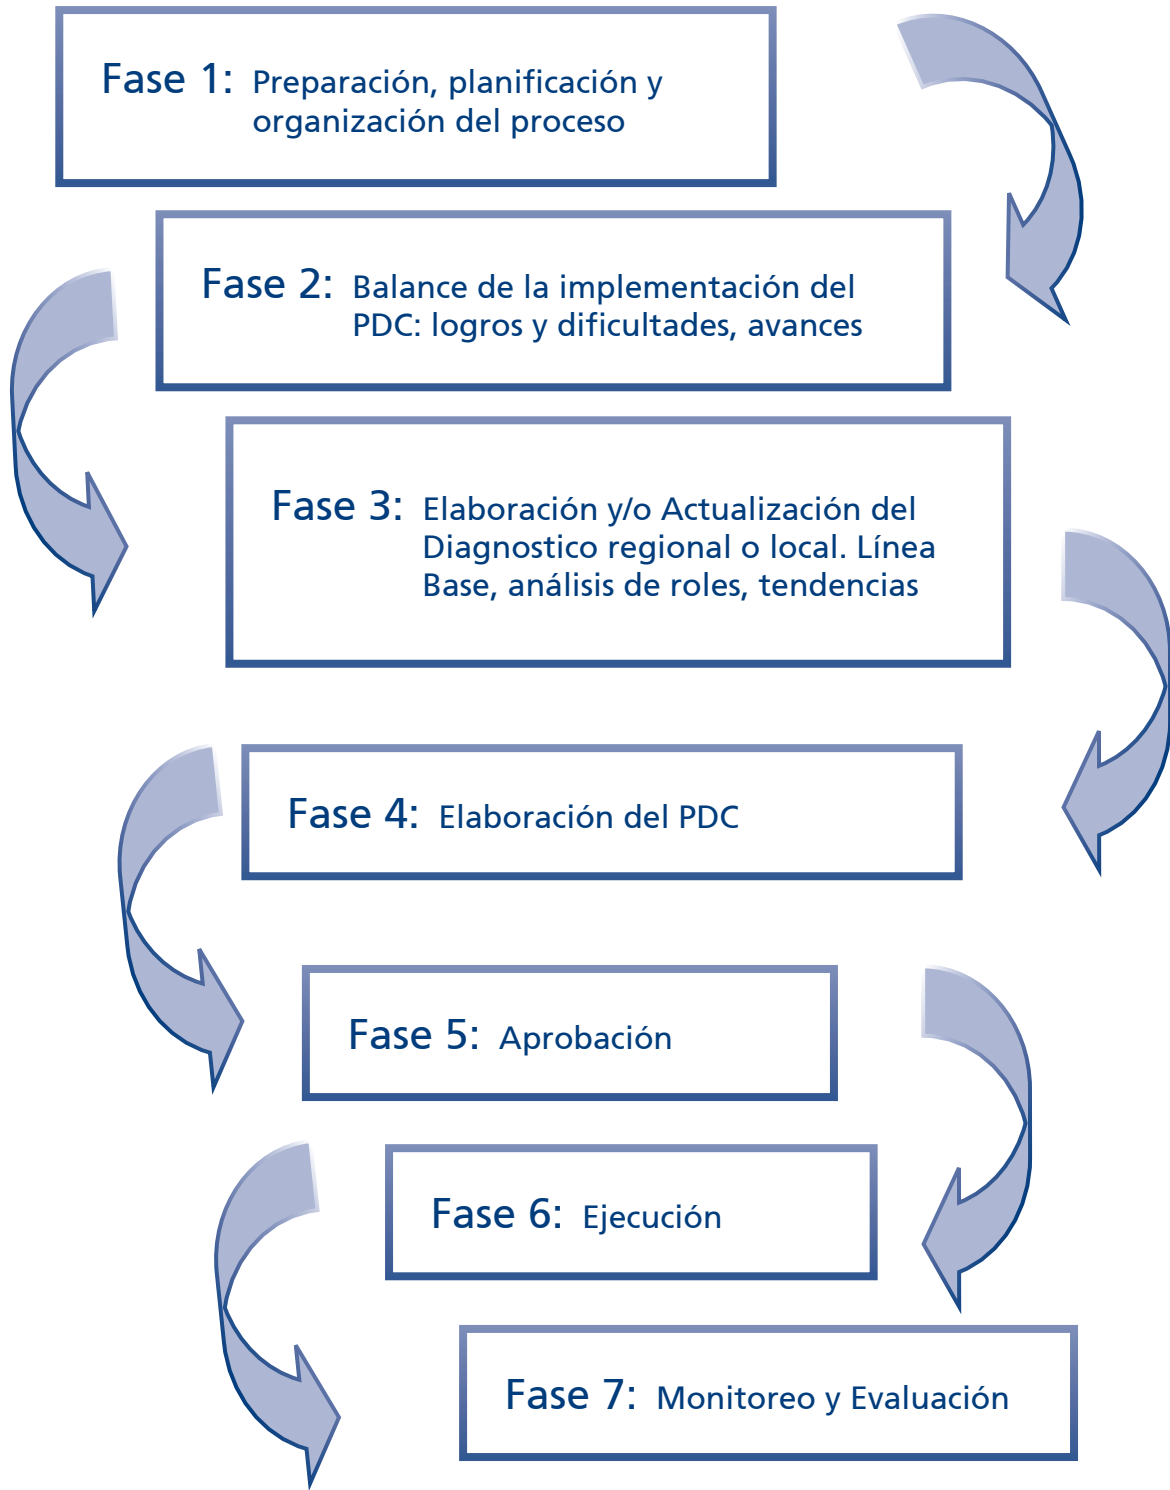 Fase 1: Preparación, planificación y
organización del proceso
Fase 2: Balance de la implementación del
PDC: logros y dificultades, avances
Fase 3: Elaboración y/o Actualización del
Diagnostico regional o local. Línea
Base, análisis de roles, tendencias
Fase 4: Elaboración del PDC
Fase 5: Aprobación
Fase 6: Ejecución
Fase 7: Monitoreo y Evaluación